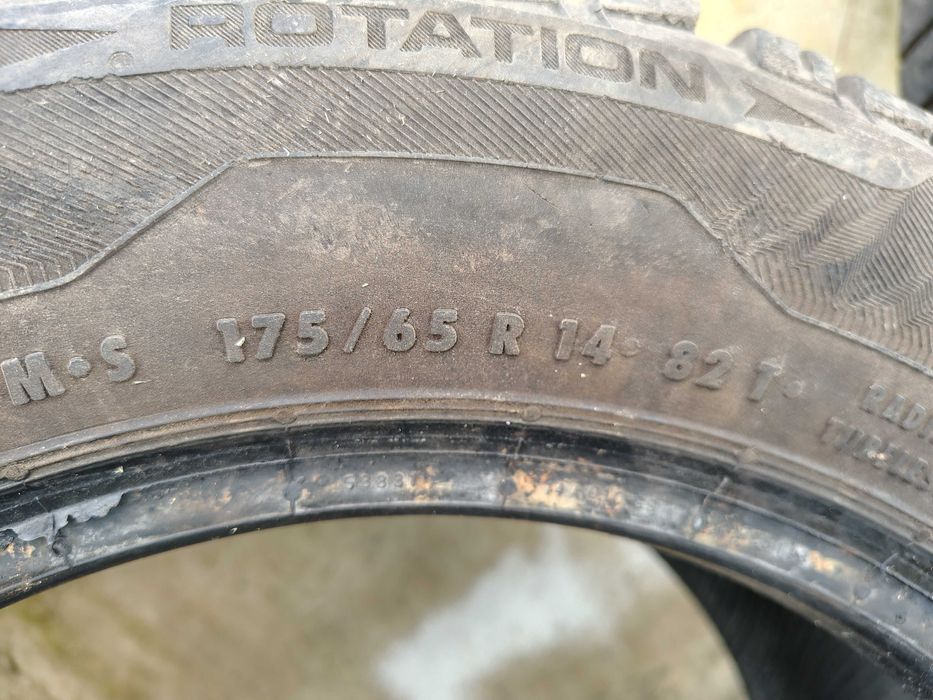 ROTATION
M•S 175/65 R 14 • 82 T •